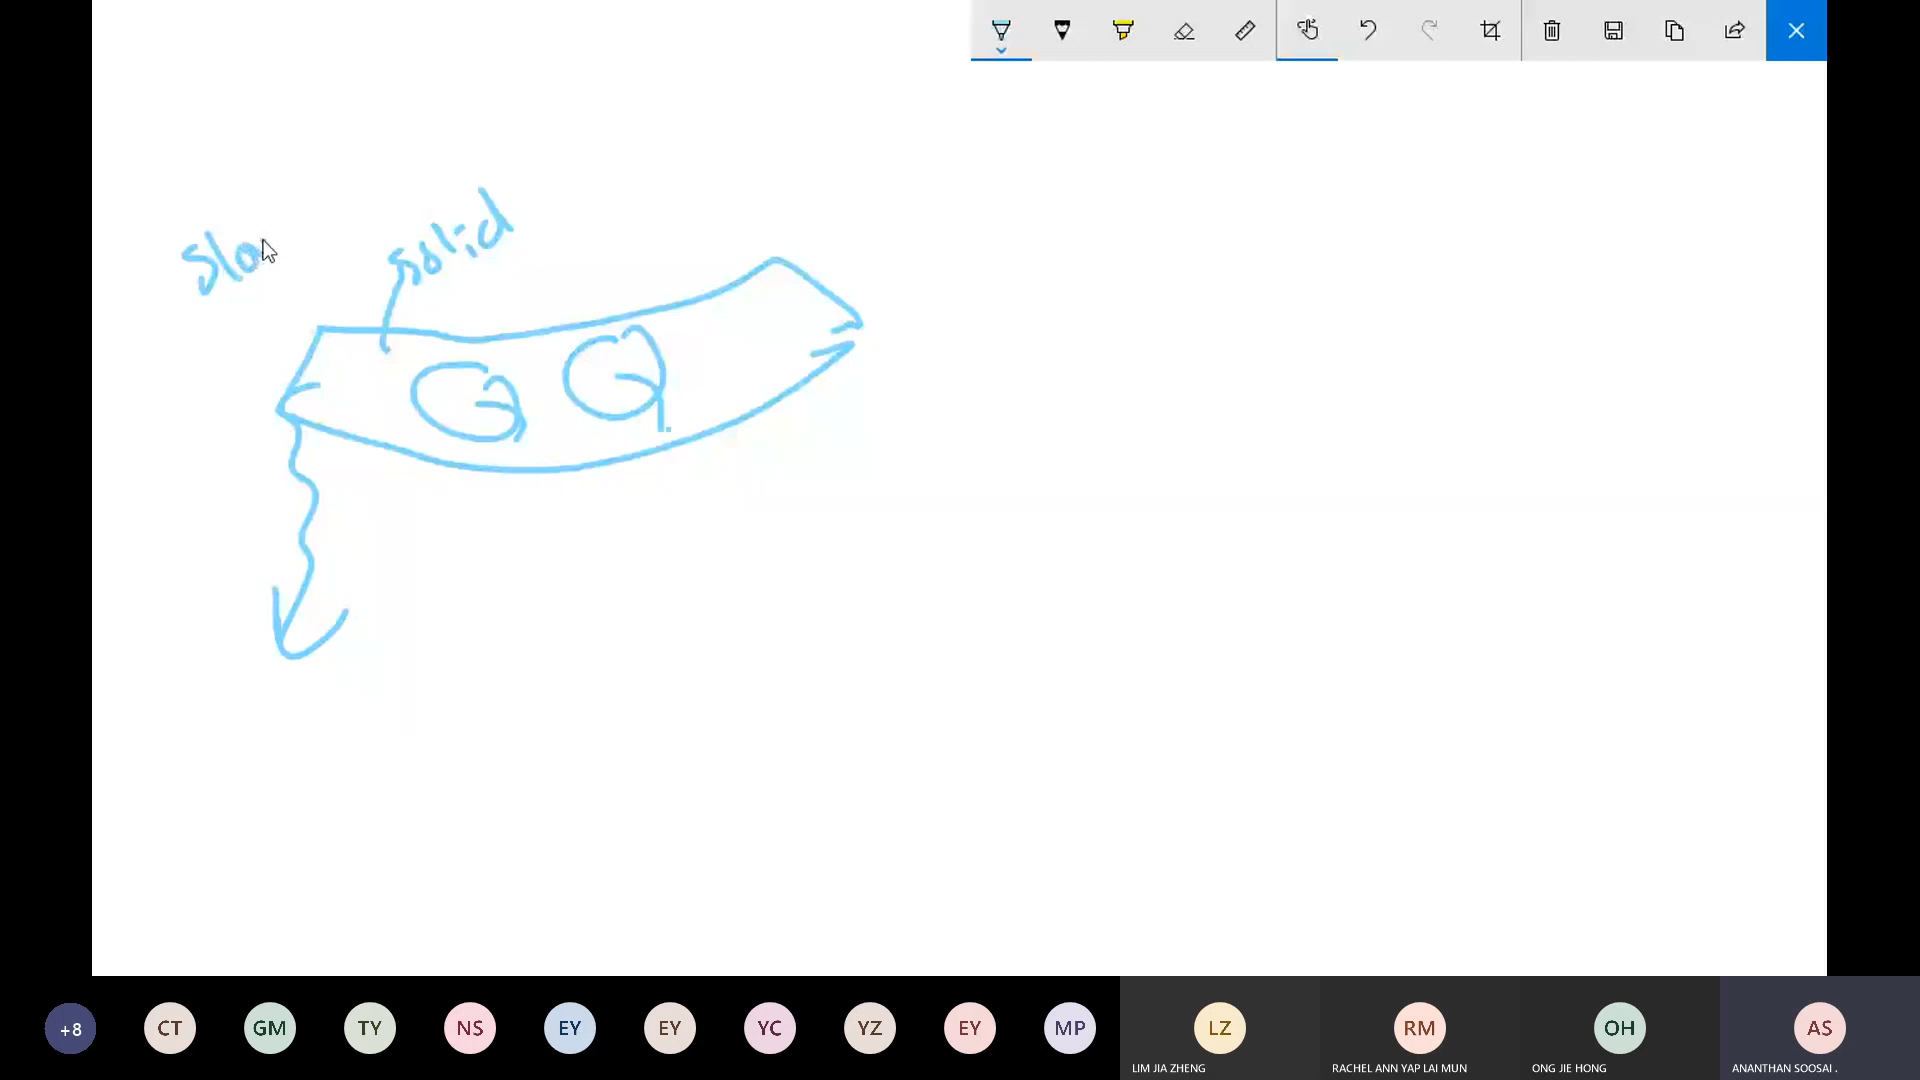 solid
slo
+8
CT
GM
TY
NS
EY
EY
YC
YZ
EY
MP
LZ
RM
OH
AS
LIM JIA ZHENG
RACHEL ANN YAP LAI MUN
ONG JIE HONG
ANANTHAN SOOSAI .